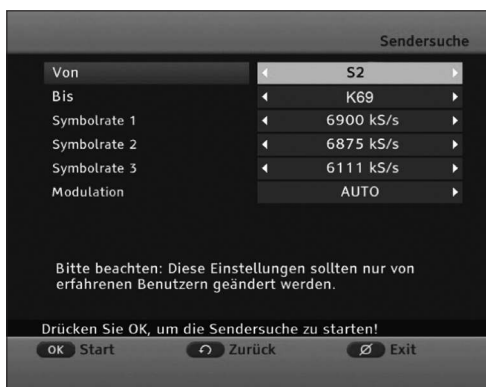 Sendersuche
Von S2
Bis K69
Symbolrate 1 6900 kS/s
Symbolrate 2 6875 kS/s
Symbolrate 3 6111 kS/s
Modulation AUTO
Bitte beachten: Diese Einstellungen sollten nur von
erfahrenen Benutzern geändert werden.
Drücken Sie OK, um die Sendersuche zu starten!
OK Start Zurück Exit